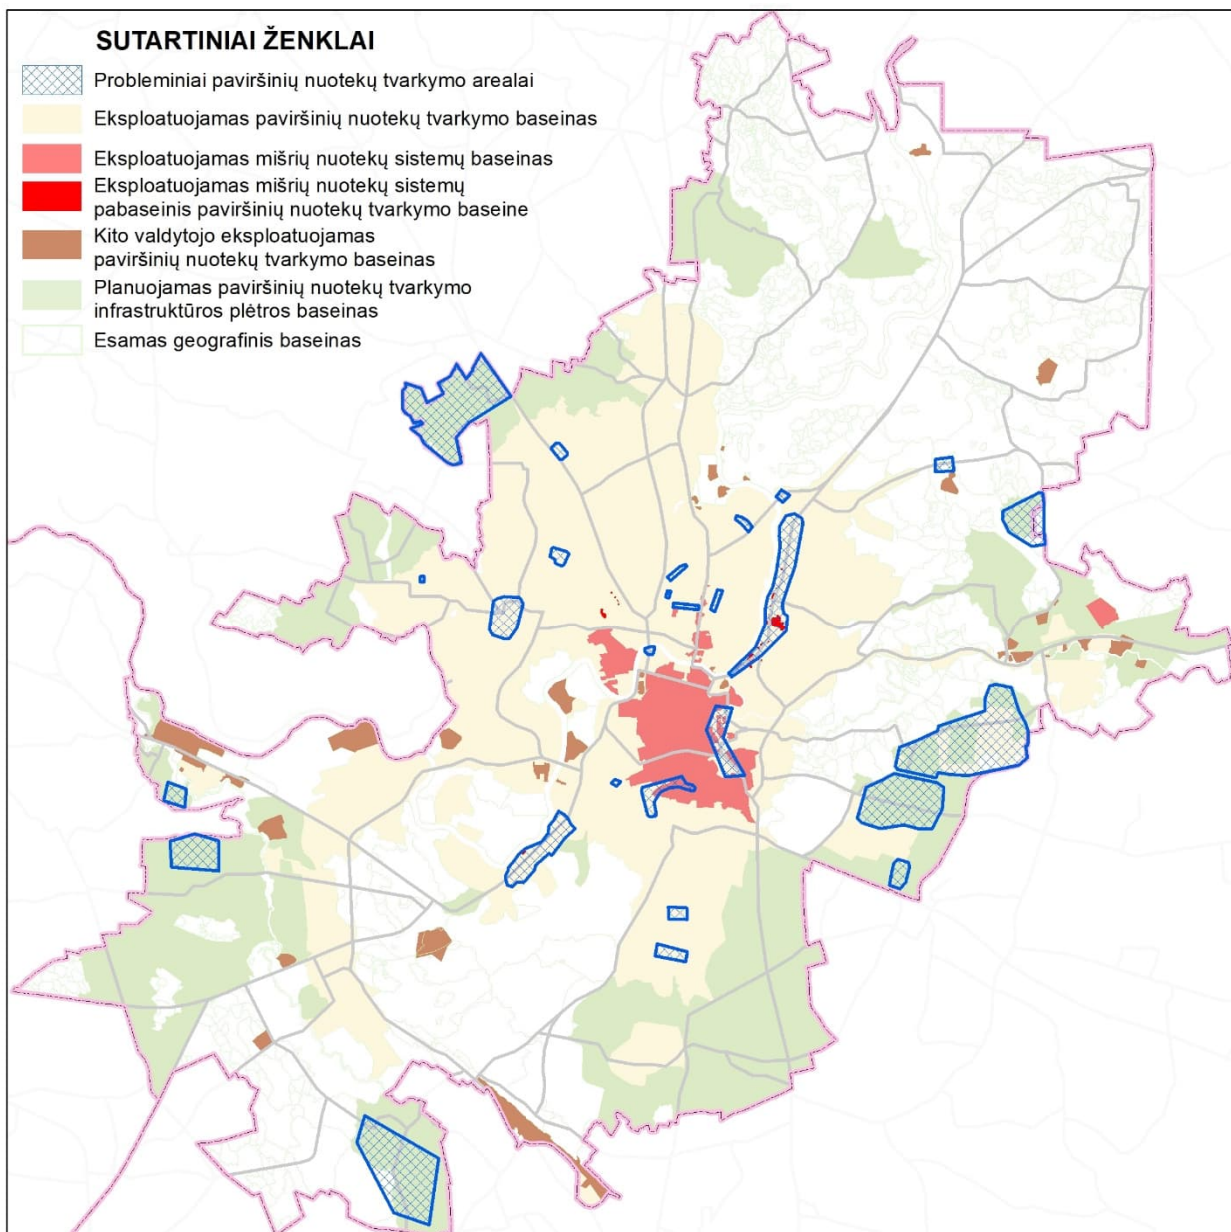 SUTARTINIAI ŽENKLAI
Probleminiai paviršinių nuotekų tvarkymo arealai
Eksploatuojamas paviršinių nuotekų tvarkymo baseinas
Eksploatuojamas mišrių nuotekų sistemų baseinas
Eksploatuojamas mišrių nuotekų sistemų
pabaseinis paviršinių nuotekų tvarkymo baseine
Kito valdytojo eksploatuojamas
paviršinių nuotekų tvarkymo baseinas
Planuojamas paviršinių nuotekų tvarkymo
infrastruktūros plėtros baseinas
Esamas geografinis baseinas